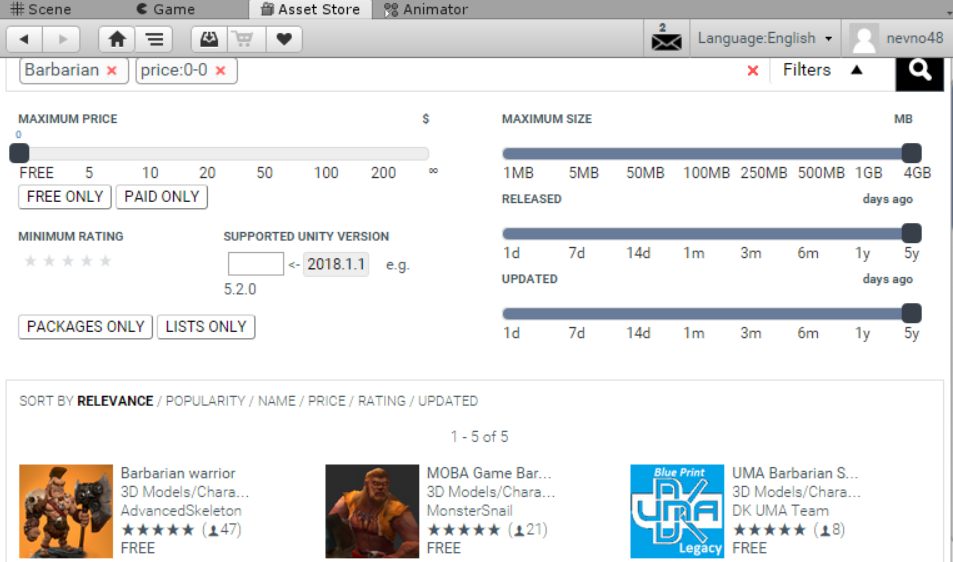 Scene Game Asset Store Animator
2 Language:English nevno48
Barbarian × price:0-0 × × Filters
MAXIMUM PRICE $
0
FREE 5 10 20 50 100 200 ∞
FREE ONLY PAID ONLY
MAXIMUM SIZE MB
1MB 5MB 50MB 100MB 250MB 500MB 1GB 4GB
RELEASED days ago
1d 7d 14d 1m 3m 6m 1y 5y
MINIMUM RATING
SUPPORTED UNITY VERSION
<- 2018.1.1 e.g.
5.2.0
UPDATED days ago
1d 7d 14d 1m 3m 6m 1y 5y
PACKAGES ONLY LISTS ONLY
SORT BY RELEVANCE / POPULARITY / NAME / PRICE / RATING / UPDATED
1 - 5 of 5
Barbarian warrior
3D Models/Chara...
AdvancedSkeleton
★★★★★ (47)
FREE
MOBA Game Bar...
3D Models/Chara...
MonsterSnail
★★★★★ (21)
FREE
Blue Print
DK
UMA
Legacy
UMA Barbarian S...
3D Models/Chara...
DK UMA Team
★★★★★ (8)
FREE